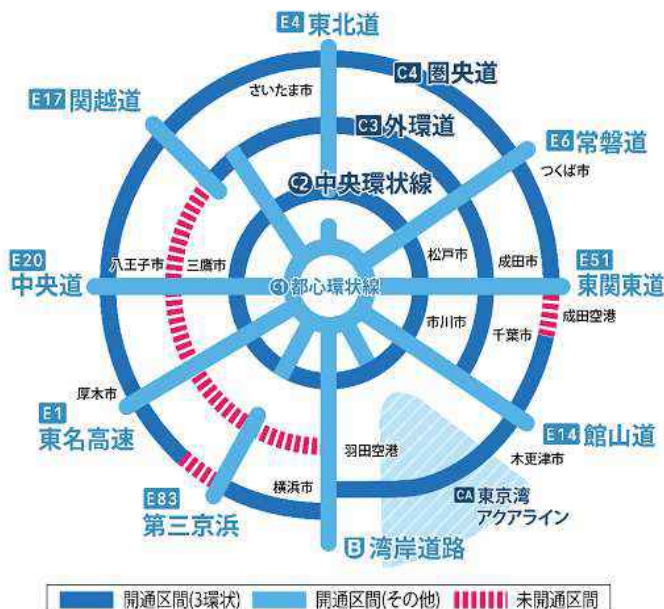 E4 東北道
C4 圏央道
さいたま市
E17 関越道
C3 外環道
E6 常磐道
つくば市
C2 中央環状線
E20
中央道
八王子市
三鷹市
松戸市
成田市
E51
東関東道
C1 都心環状線
市川市
千葉市
成田空港
厚木市
E1
東名高速
羽田空港
E14 館山道
木更津市
横浜市
E83
第三京浜
CA 東京湾
アクアライン
B 湾岸道路
開通区間(3環状)
開通区間(その他)
未開通区間